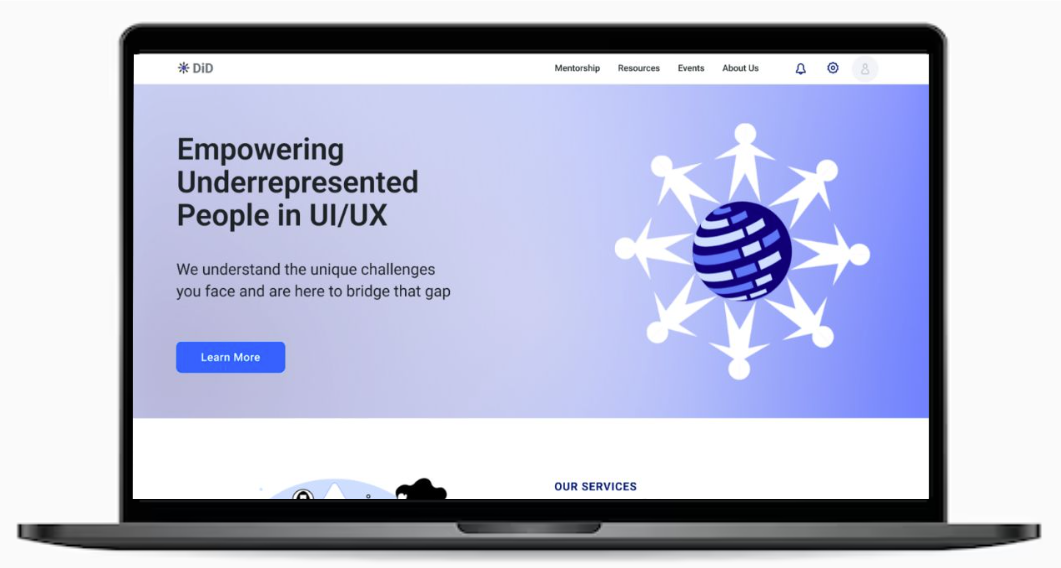 DiD
Mentorship Resources Events About Us
Empowering
Underrepresented
People in UI/UX
We understand the unique challenges
you face and are here to bridge that gap
Learn More
OUR SERVICES